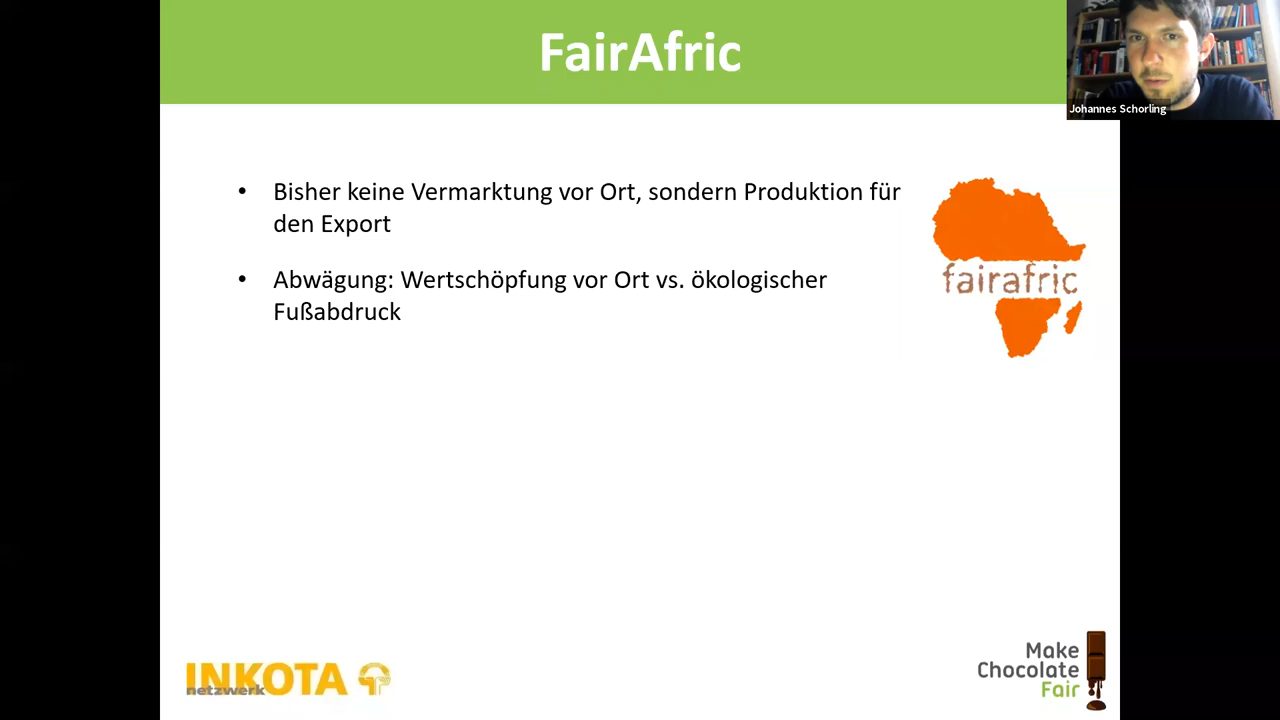 FairAfric
Johannes Schorling
• Bisher keine Vermarktung vor Ort, sondern Produktion für
den Export
• Abwägung: Wertschöpfung vor Ort vs. ökologischer
Fußabdruck
fairafric
INKOTA
netzwerk
Make
Chocolate
Fair